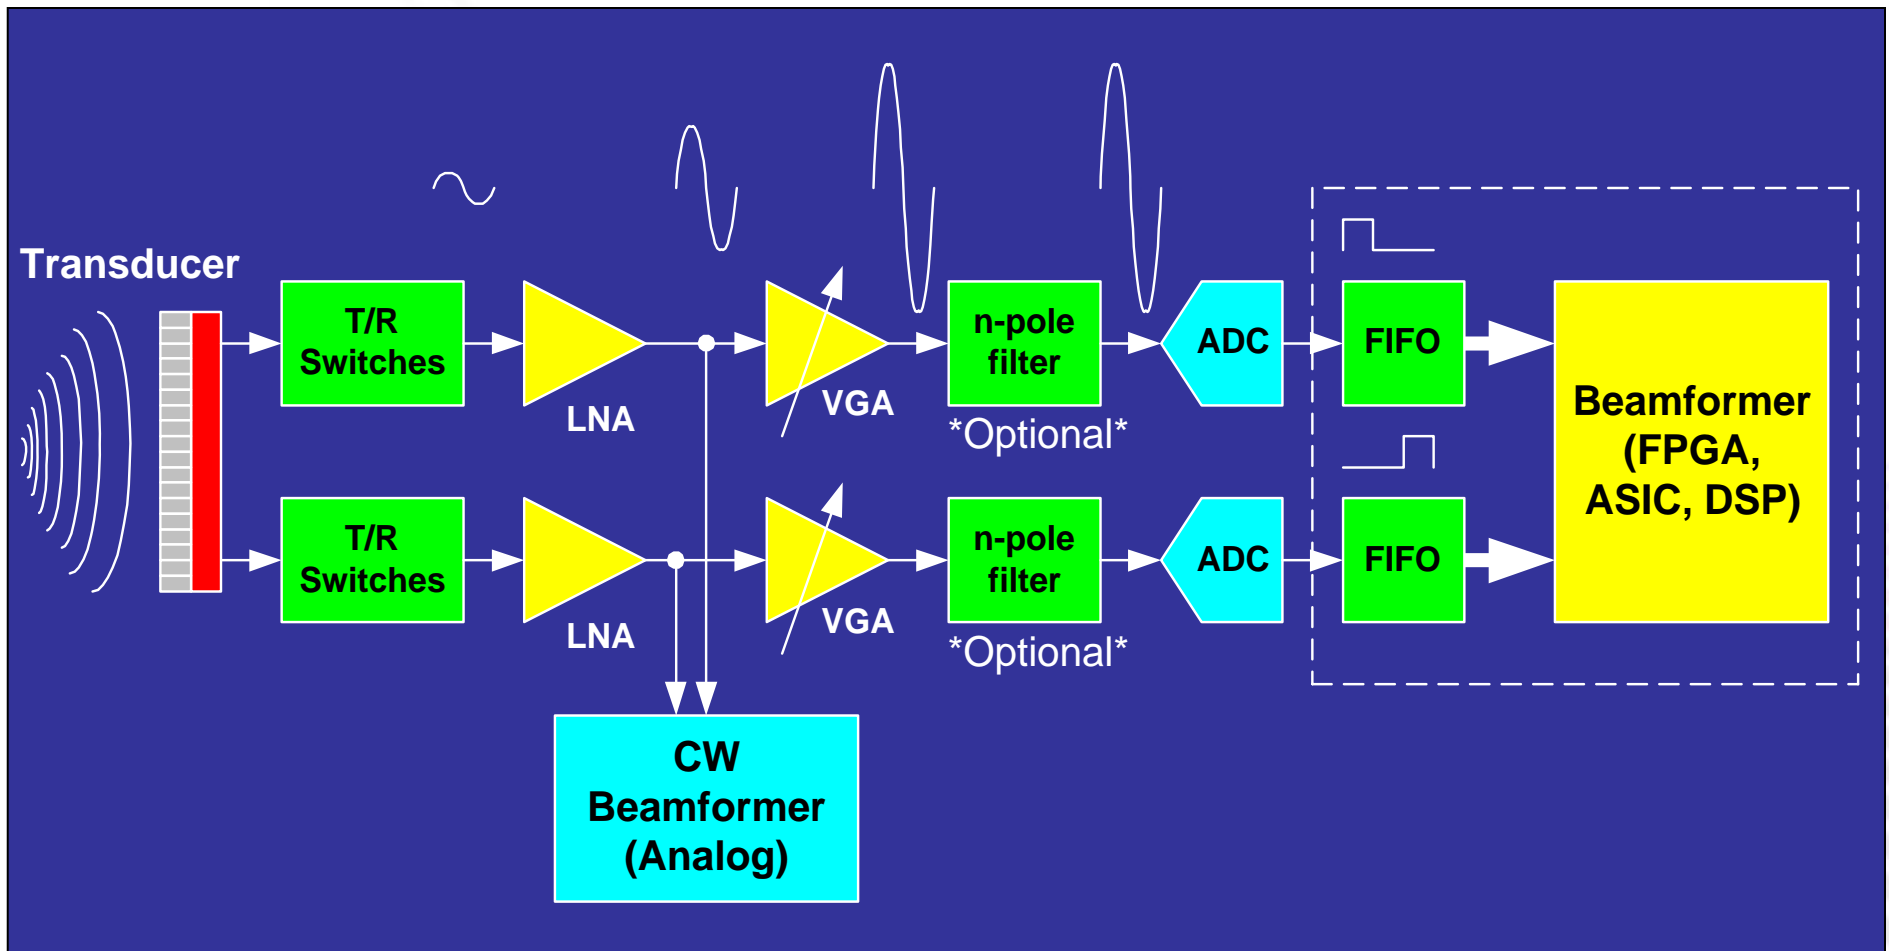 Transducer
T/R
Switches
LNA
VGA
n-pole
filter
*Optional*
ADC
FIFO
T/R
Switches
LNA
VGA
n-pole
filter
*Optional*
ADC
FIFO
Beamformer
(FPGA,
ASIC, DSP)
CW
Beamformer
(Analog)